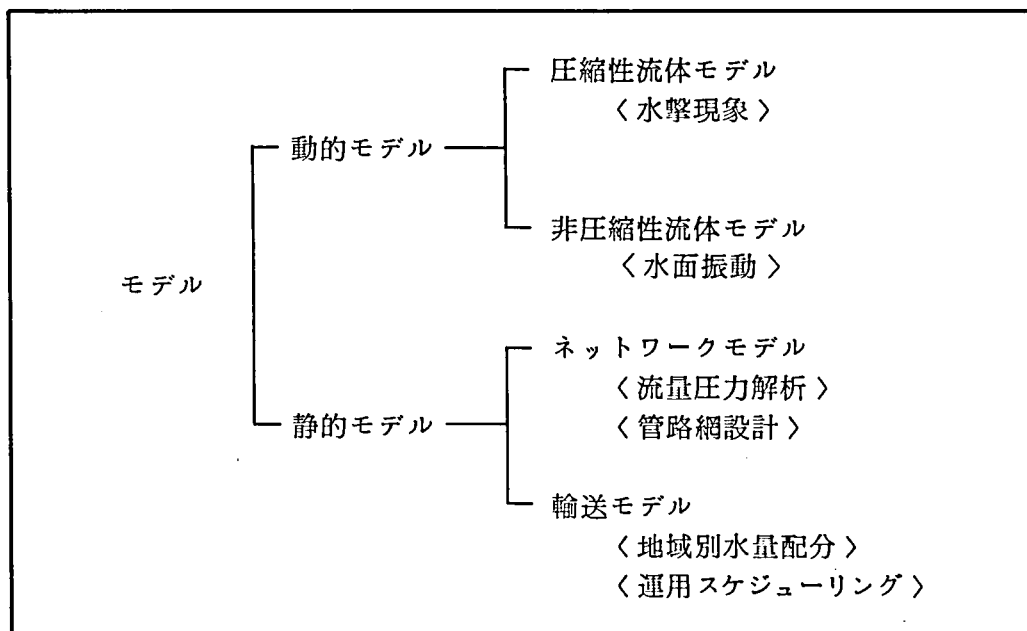 圧縮性流体モデル
〈 水撃現象 〉
動的モデル
非圧縮性流体モデル
〈 水面振動 〉
モデル
ネットワークモデル
〈 流量圧力解析 〉
〈 管路網設計 〉
静的モデル
輸送モデル
〈 地域別水量配分 〉
〈 運用スケジューリング 〉